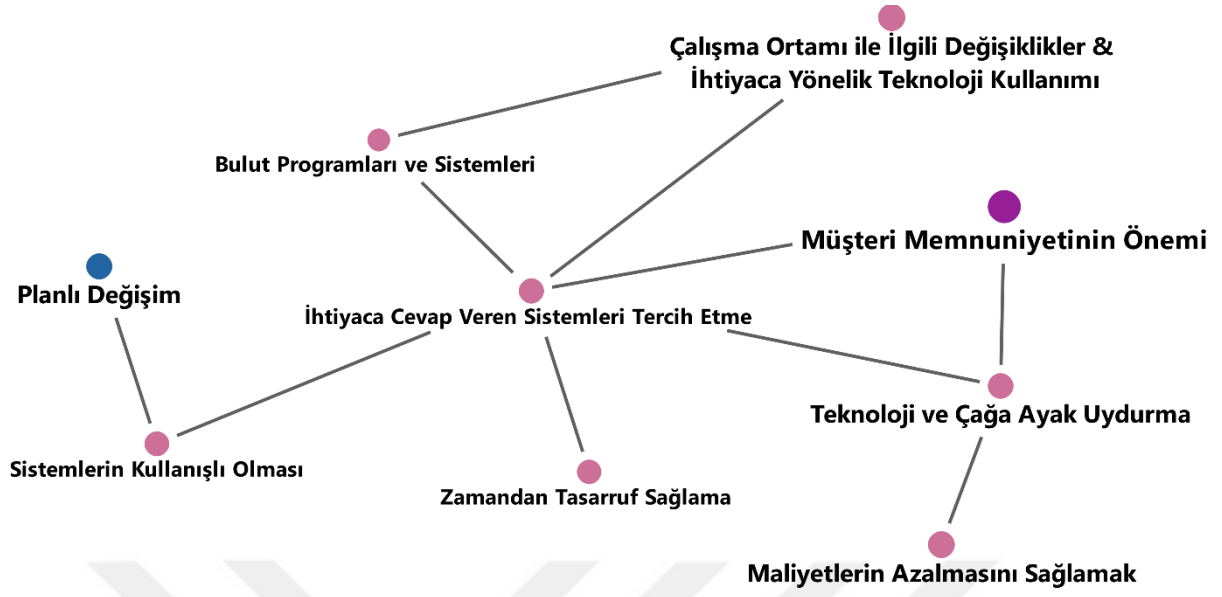 Çalışma Ortamı ile İlgili Değişiklikler &
İhtiyaca Yönelik Teknoloji Kullanımı
Bulut Programları ve Sistemleri
Müşteri Memnuniyetinin Önemi
Planlı Değişim
İhtiyaca Cevap Veren Sistemleri Tercih Etme
Teknoloji ve Çağa Ayak Uydurma
Sistemlerin Kullanışlı Olması
Zamandan Tasarruf Sağlama
Maliyetlerin Azalmasını Sağlamak